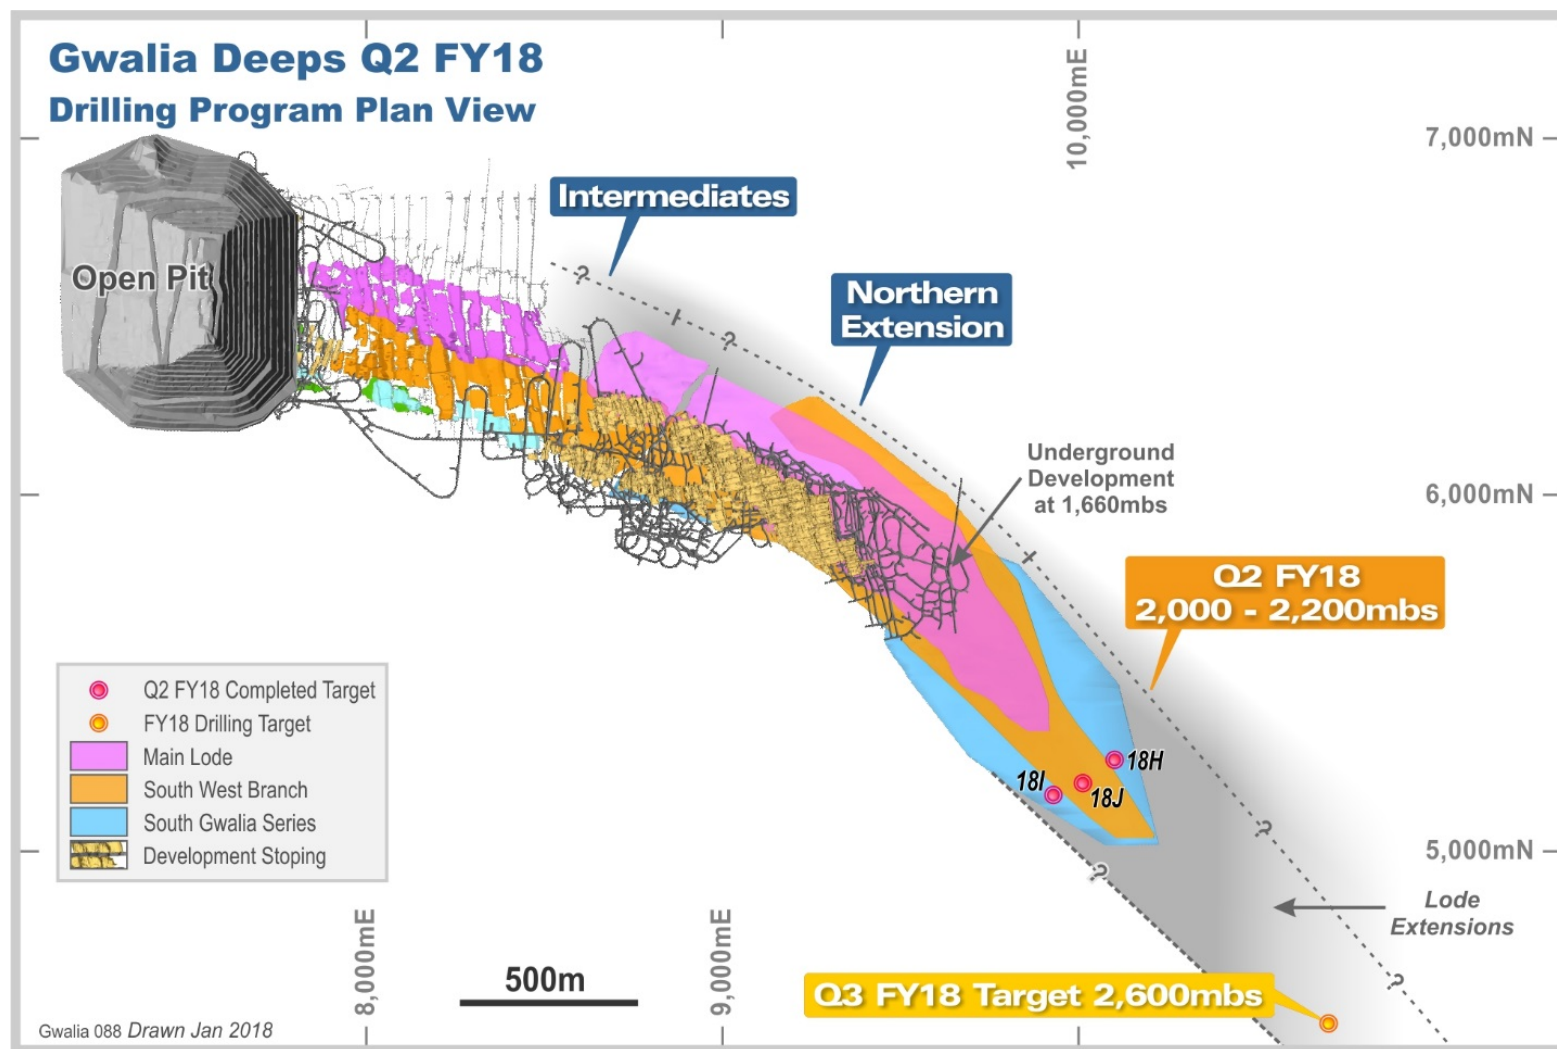 Gwalia Deeps Q2 FY18
Drilling Program Plan View
10,000mE
7,000mN
Intermediates
Open Pit
?
Northern
Extension
?
Underground
Development
at 1,660mbs
6,000mN
Q2 FY18
2,000 - 2,200mbs
Q2 FY18 Completed Target
FY18 Drilling Target
Main Lode
South West Branch
South Gwalia Series
Development Stoping
18H
18I
18J
?
5,000mN
?
Lode
Extensions
8,000mE
9,000mE
500m
?
Q3 FY18 Target 2,600mbs
Gwalia 088 Drawn Jan 2018